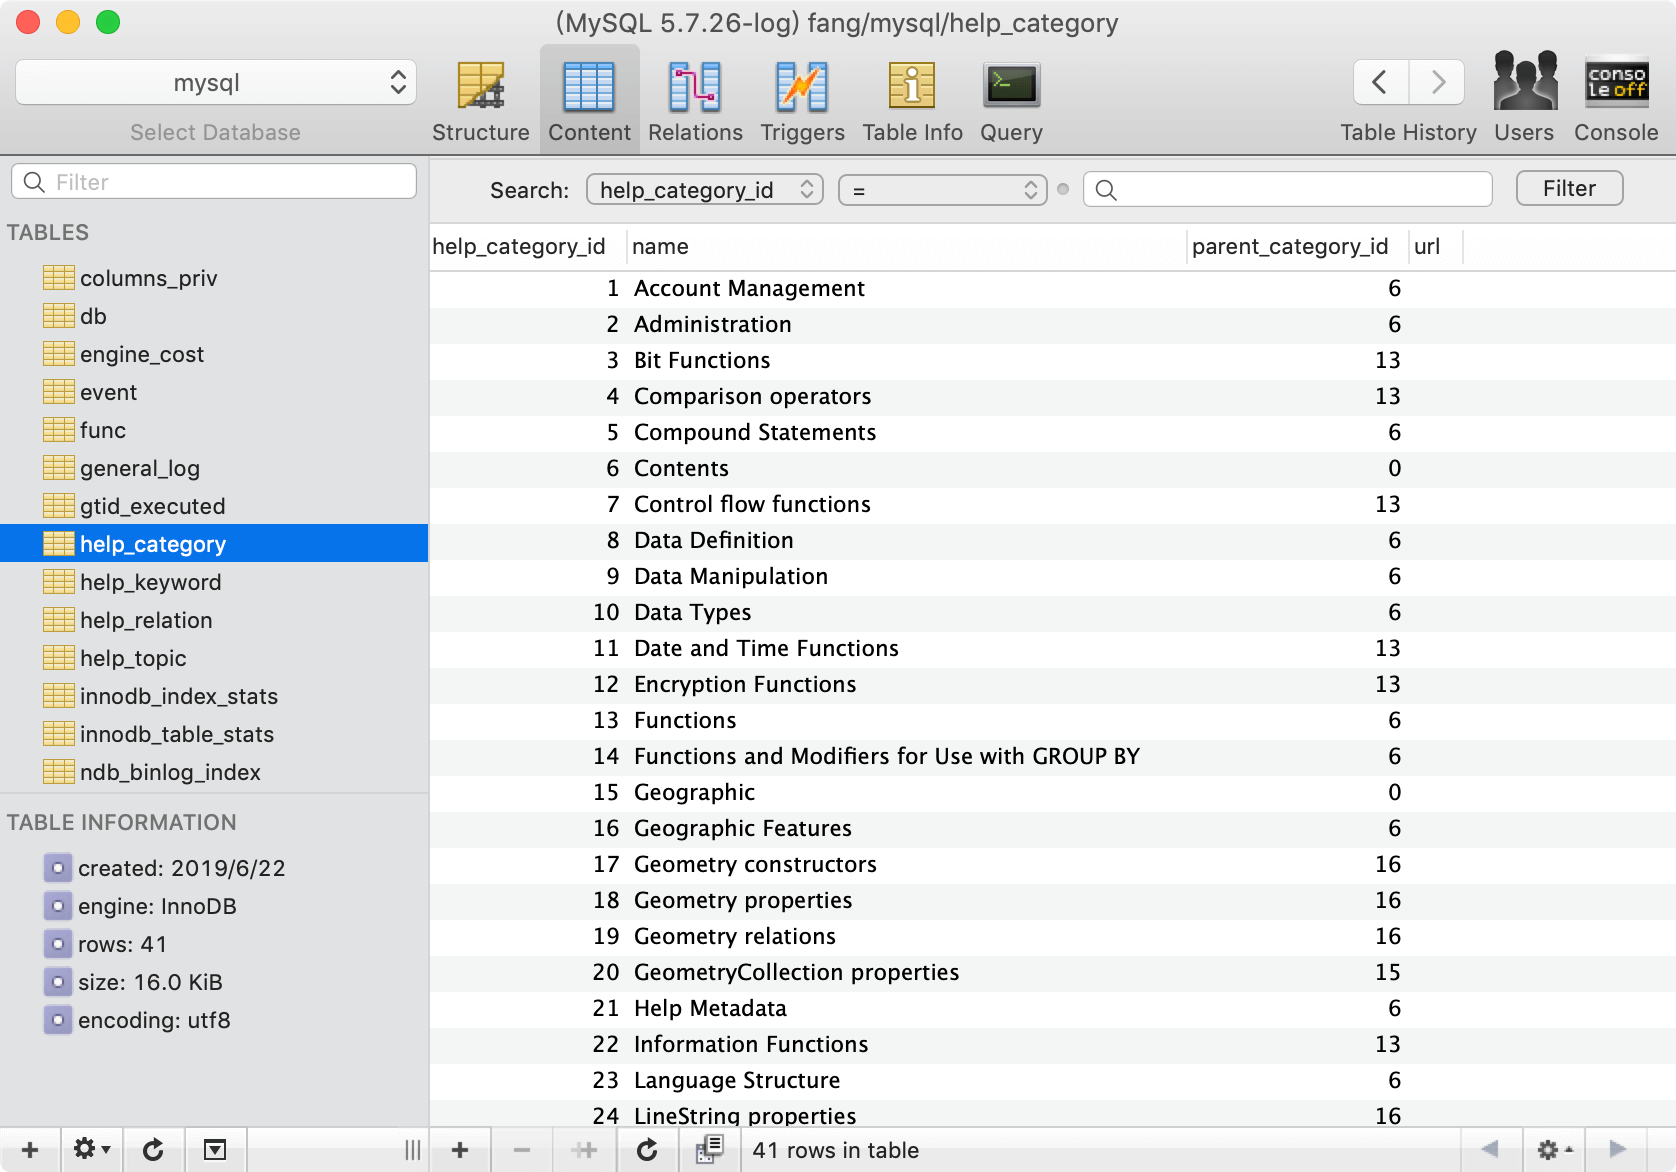 (MySQL 5.7.26-log) fang/mysql/help_category
mysql
Select Database
Structure
Content
Relations
Triggers
Table Info
Query
Table History
Users
conso
le off
Console
Filter
TABLES
columns_priv
db
engine_cost
event
func
general_log
gtid_executed
help_category
help_keyword
help_relation
help_topic
innodb_index_stats
innodb_table_stats
ndb_binlog_index
TABLE INFORMATION
created: 2019/6/22
engine: InnoDB
rows: 41
size: 16.0 KiB
encoding: utf8
Search: help_category_id = Filter
help_category_id name parent_category_id url
1 Account Management 6
2 Administration 6
3 Bit Functions 13
4 Comparison operators 13
5 Compound Statements 6
6 Contents 0
7 Control flow functions 13
8 Data Definition 6
9 Data Manipulation 6
10 Data Types 6
11 Date and Time Functions 13
12 Encryption Functions 13
13 Functions 6
14 Functions and Modifiers for Use with GROUP BY 6
15 Geographic 0
16 Geographic Features 6
17 Geometry constructors 16
18 Geometry properties 16
19 Geometry relations 16
20 GeometryCollection properties 15
21 Help Metadata 6
22 Information Functions 13
23 Language Structure 6
24 LineString properties 16
41 rows in table